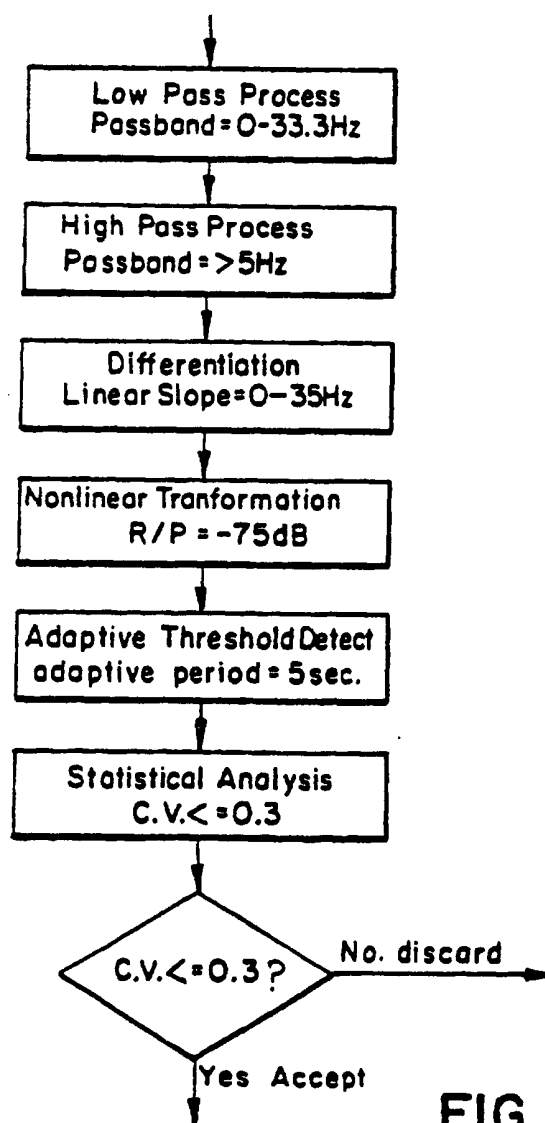 Low Pass Process
Passband=0-33.3Hz
High Pass Process
Passband=>5Hz
Differentiation
Linear Slope=0-35Hz
Nonlinear Tranformation
R/P=-75dB
Adaptive Threshold Detect
adaptive period=5sec.
Statistical Analysis
C.V.<=0.3
C.V.<=0.3?
No. discard
Yes Accept
FIG